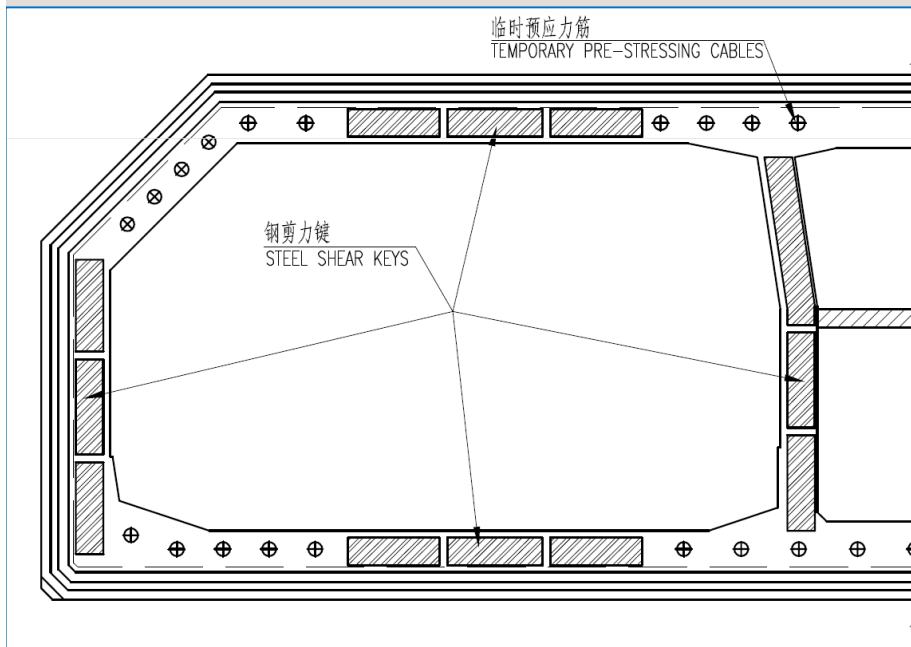 临时预应力筋
TEMPORARY PRE-STRESSING CABLES
钢剪力键
STEEL SHEAR KEYS